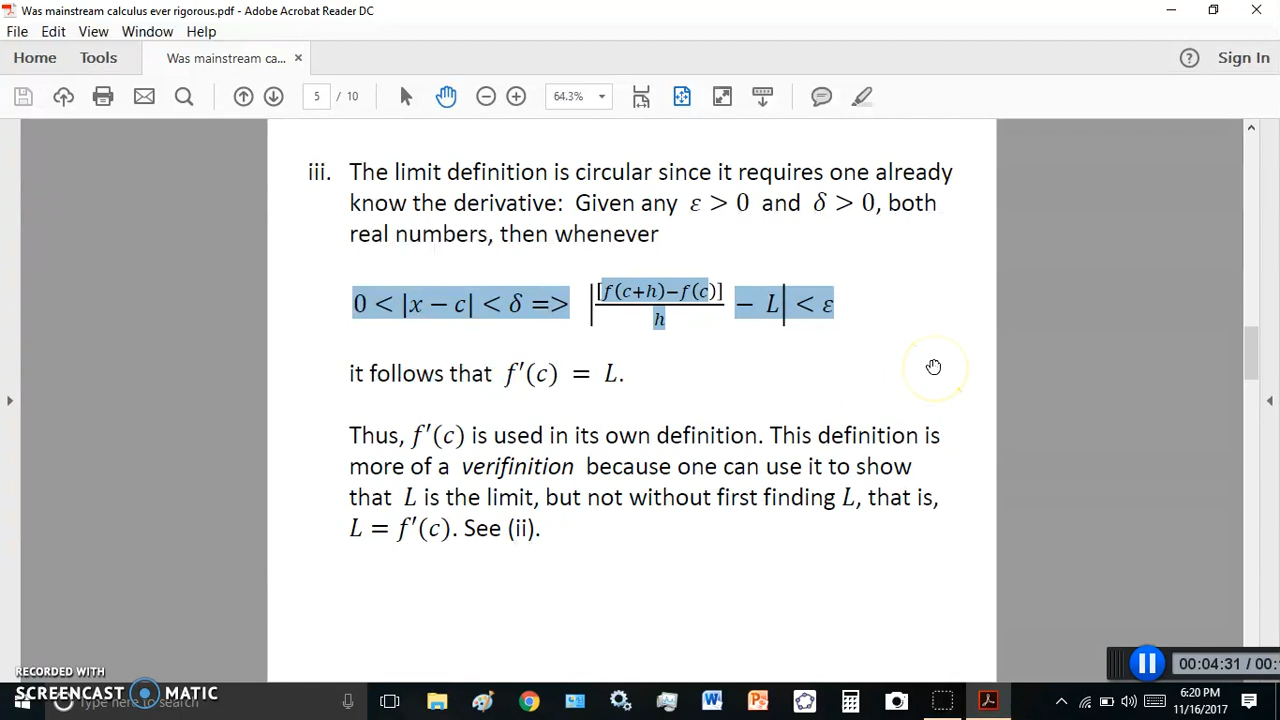 Was mainstream calculus ever rigorous.pdf - Adobe Acrobat Reader DC
File Edit View Window Help
Home Tools Was mainstream ca... × Sign In
5 / 10 64.3%
iii. The limit definition is circular since it requires one already
know the derivative: Given any ε > 0 and δ > 0, both
real numbers, then whenever
0 < |x − c| < δ => |[f(c+h)−f(c)]/h − L| < ε
it follows that f′(c) = L.
Thus, f′(c) is used in its own definition. This definition is
more of a verifinition because one can use it to show
that L is the limit, but not without first finding L, that is,
L = f′(c). See (ii).
RECORDED WITH
SCREENCAST MATIC
Type here to search
00:04:31
6:20 PM
11/16/2017